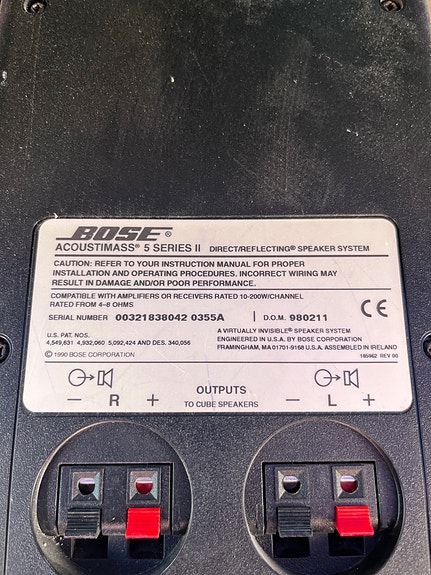 BOSE®
ACOUSTIMASS® 5 SERIES II DIRECT/REFLECTING® SPEAKER SYSTEM
CAUTION: REFER TO YOUR INSTRUCTION MANUAL FOR PROPER
INSTALLATION AND OPERATING PROCEDURES. INCORRECT WIRING MAY
RESULT IN DAMAGE AND/OR POOR PERFORMANCE.
COMPATIBLE WITH AMPLIFIERS OR RECEIVERS RATED 10-200W/CHANNEL
RATED FROM 4–8 OHMS
CE
SERIAL NUMBER 00321838042 0355A D.O.M. 980211
U.S. PAT. NOS.
4,549,631 4,932,060 5,092,424 AND DES. 340,056
© 1990 BOSE CORPORATION
A VIRTUALLY INVISIBLE® SPEAKER SYSTEM
ENGINEERED IN U.S.A. BY BOSE CORPORATION
FRAMINGHAM, MA 01701-9168 U.S.A. ASSEMBLED IN IRELAND
185962 REV 00
– R +
OUTPUTS
TO CUBE SPEAKERS
– L +